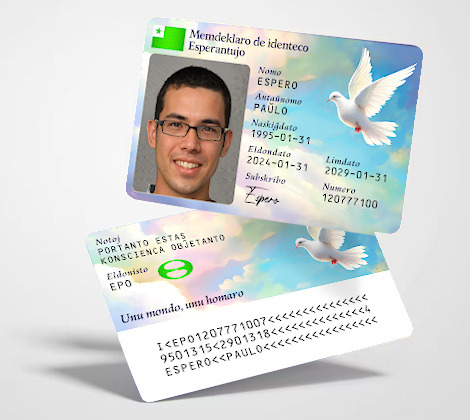 Memdeklaro de identeco
Esperantujo
Nomo
ESPERO
Antaŭnomo
PAŬLO
Naskiĝdato
1995-01-31
Eldondato
2024-01-31
Limdato
2029-01-31
Subskribo
Espero
Numero
120777100
Notoj
PORTANTO ESTAS
KONSCIENCA OBJETANTO
Eldonisto
EPO
Unu mondo, unu homaro
I<EPO1207771007<<<<<<<<<<<<<<<
9501315<2901318<<<<<<<<<<<<<<4
ESPERO<<PAULO<<<<<<<<<<<<<<<<<